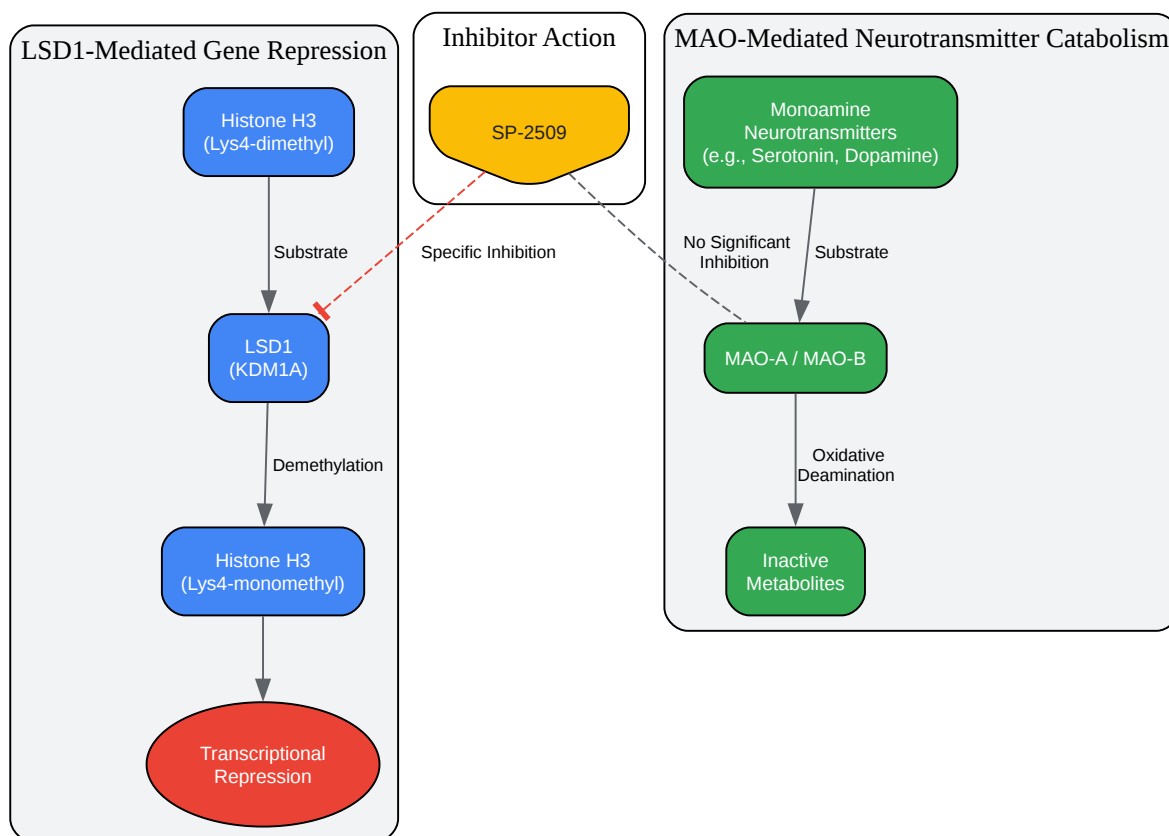 LSD1-Mediated Gene Repression
Histone H3
(Lys4-dimethyl)
Substrate
LSD1
(KDM1A)
Demethylation
Histone H3
(Lys4-monomethyl)
Transcriptional
Repression
Inhibitor Action
SP-2509
Specific Inhibition
No Significant
Inhibition
MAO-Mediated Neurotransmitter Catabolism
Monoamine
Neurotransmitters
(e.g., Serotonin, Dopamine)
Substrate
MAO-A / MAO-B
Oxidative
Deamination
Inactive
Metabolites